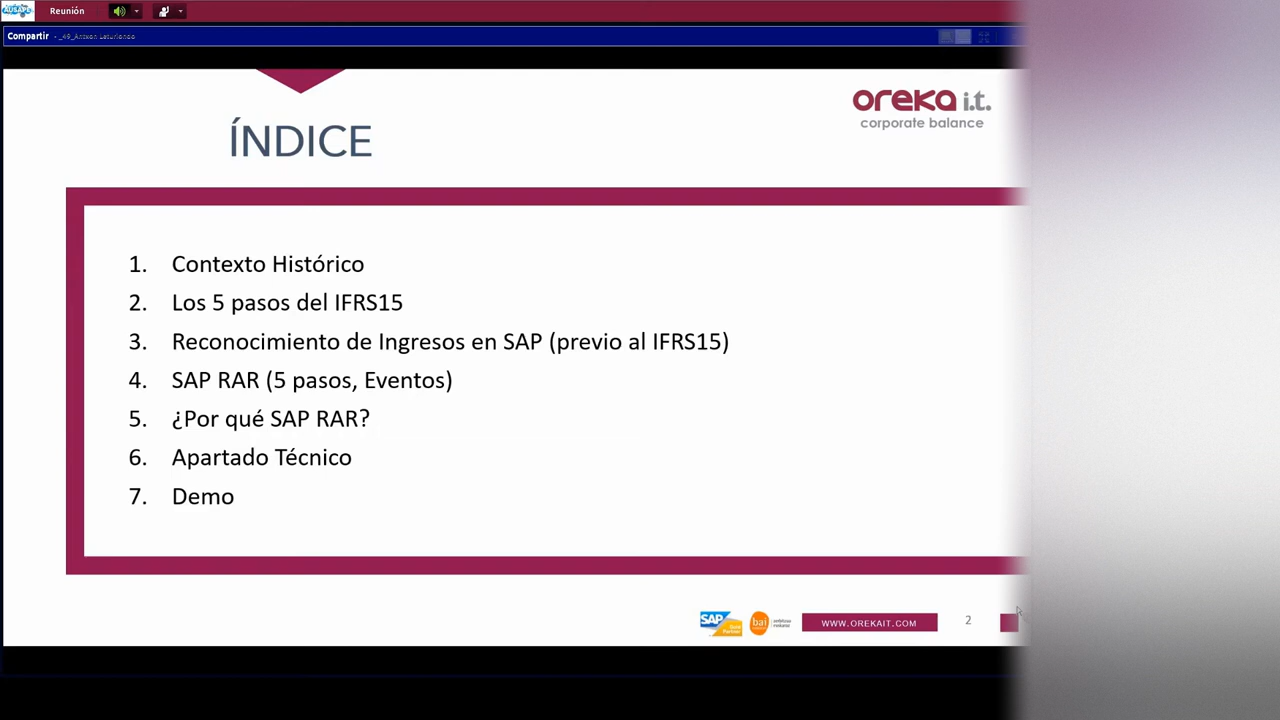 Reunión
Compartir - _49_Antxon Leturiondo
oreka i.t.
corporate balance
ÍNDICE
1. Contexto Histórico
2. Los 5 pasos del IFRS15
3. Reconocimiento de Ingresos en SAP (previo al IFRS15)
4. SAP RAR (5 pasos, Eventos)
5. ¿Por qué SAP RAR?
6. Apartado Técnico
7. Demo
SAP
bai
WWW.OREKAIT.COM
2